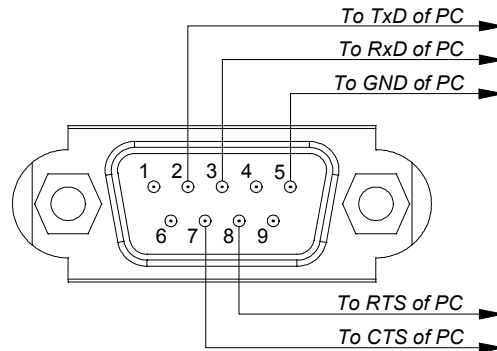 To TxD of PC
To RxD of PC
To GND of PC
1 2 3 4 5
6 7 8 9
To RTS of PC
To CTS of PC